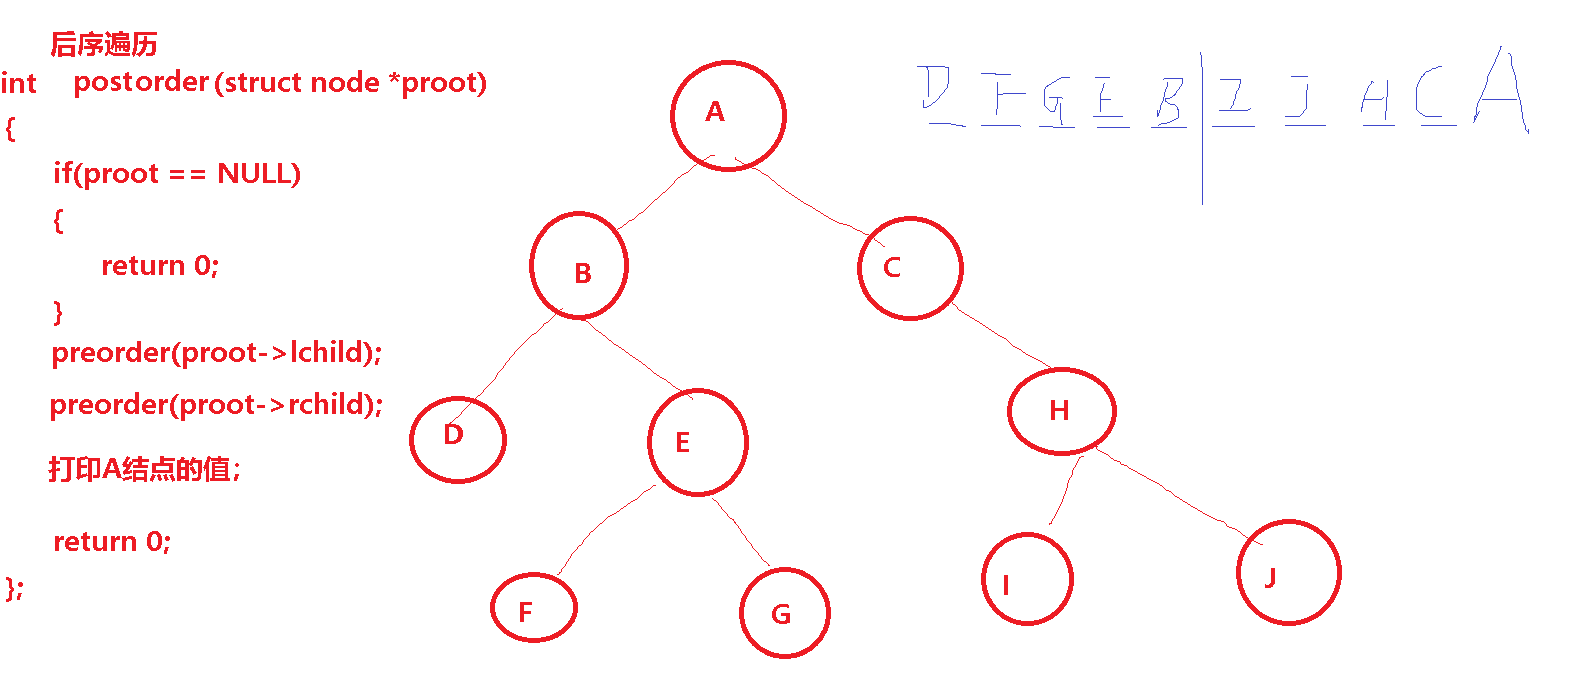 后序遍历
int postorder(struct node *proot)
{
if(proot == NULL)
{
return 0;
}
preorder(proot->lchild);
preorder(proot->rchild);
打印A结点的值；
return 0;
};
D F G E B I J H C A
A
B
C
D
E
H
F
G
I
J